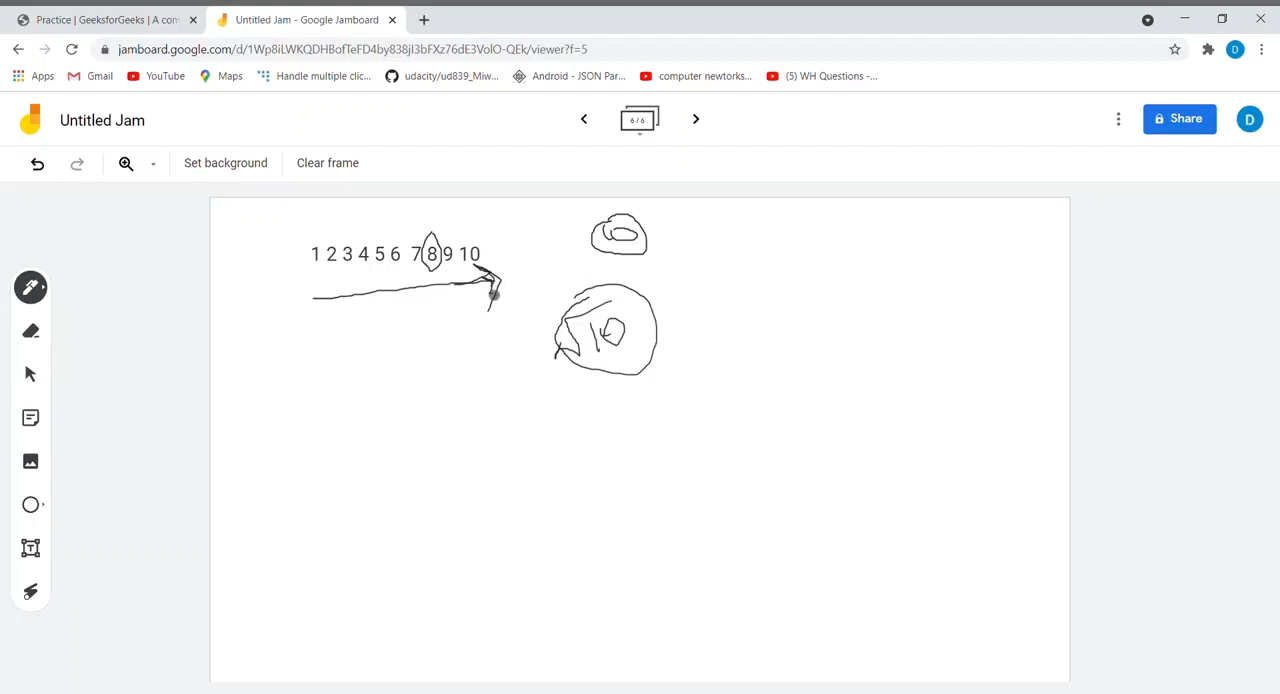 Practice | GeeksforGeeks | A com
Untitled Jam - Google Jamboard
jamboard.google.com/d/1Wp8iLWKQDHBofTeFD4by838jI3bFXz76dE3VolO-QEk/viewer?f=5
D
Apps Gmail YouTube Maps Handle multiple clic... udacity/ud839_Miw... Android - JSON Par... computer newtorks... (5) WH Questions -...
Untitled Jam
6 / 6
Share
D
Set background Clear frame
1 2 3 4 5 6 7 8 9 10